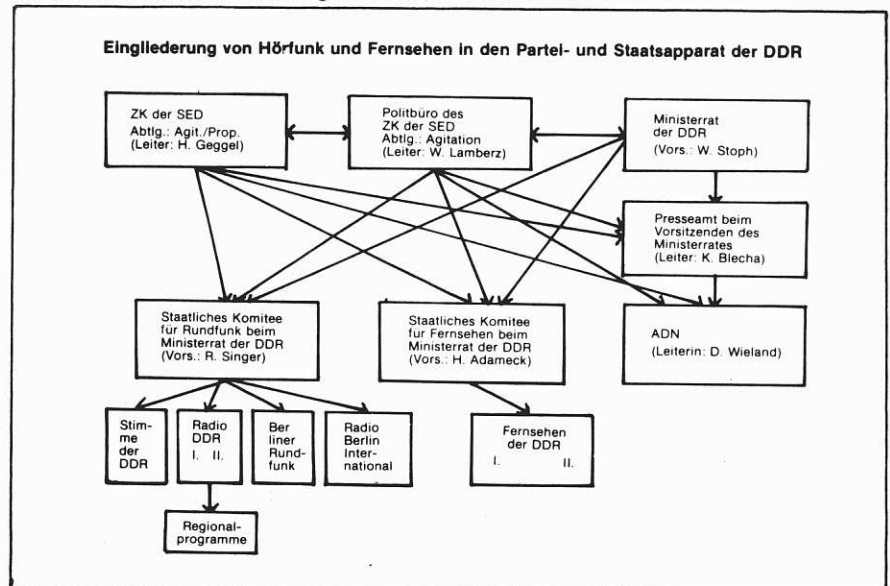 Eingliederung von Hörfunk und Fernsehen in den Partei- und Staatsapparat der DDR
ZK der SED
Abtlg.: Agit./Prop.
(Leiter: H. Geggel)
Politbüro des
ZK der SED
Abtlg.: Agitation
(Leiter: W. Lamberz)
Ministerrat
der DDR
(Vors.: W. Stoph)
Presseamt beim
Vorsitzenden des
Ministerrates
(Leiter: K. Blecha)
Staatliches Komitee
für Rundfunk beim
Ministerrat der DDR
(Vors.: R. Singer)
Staatliches Komitee
fur Fernsehen beim
Ministerrat der DDR
(Vors.: H. Adameck)
ADN
(Leiterin: D. Wieland)
Stim-
me
der
DDR
Radio
DDR
I. II.
Ber
liner
Rund-
funk
Radio
Berlin
Inter-
national
Fernsehen
der DDR
I. II.
Regional-
programme